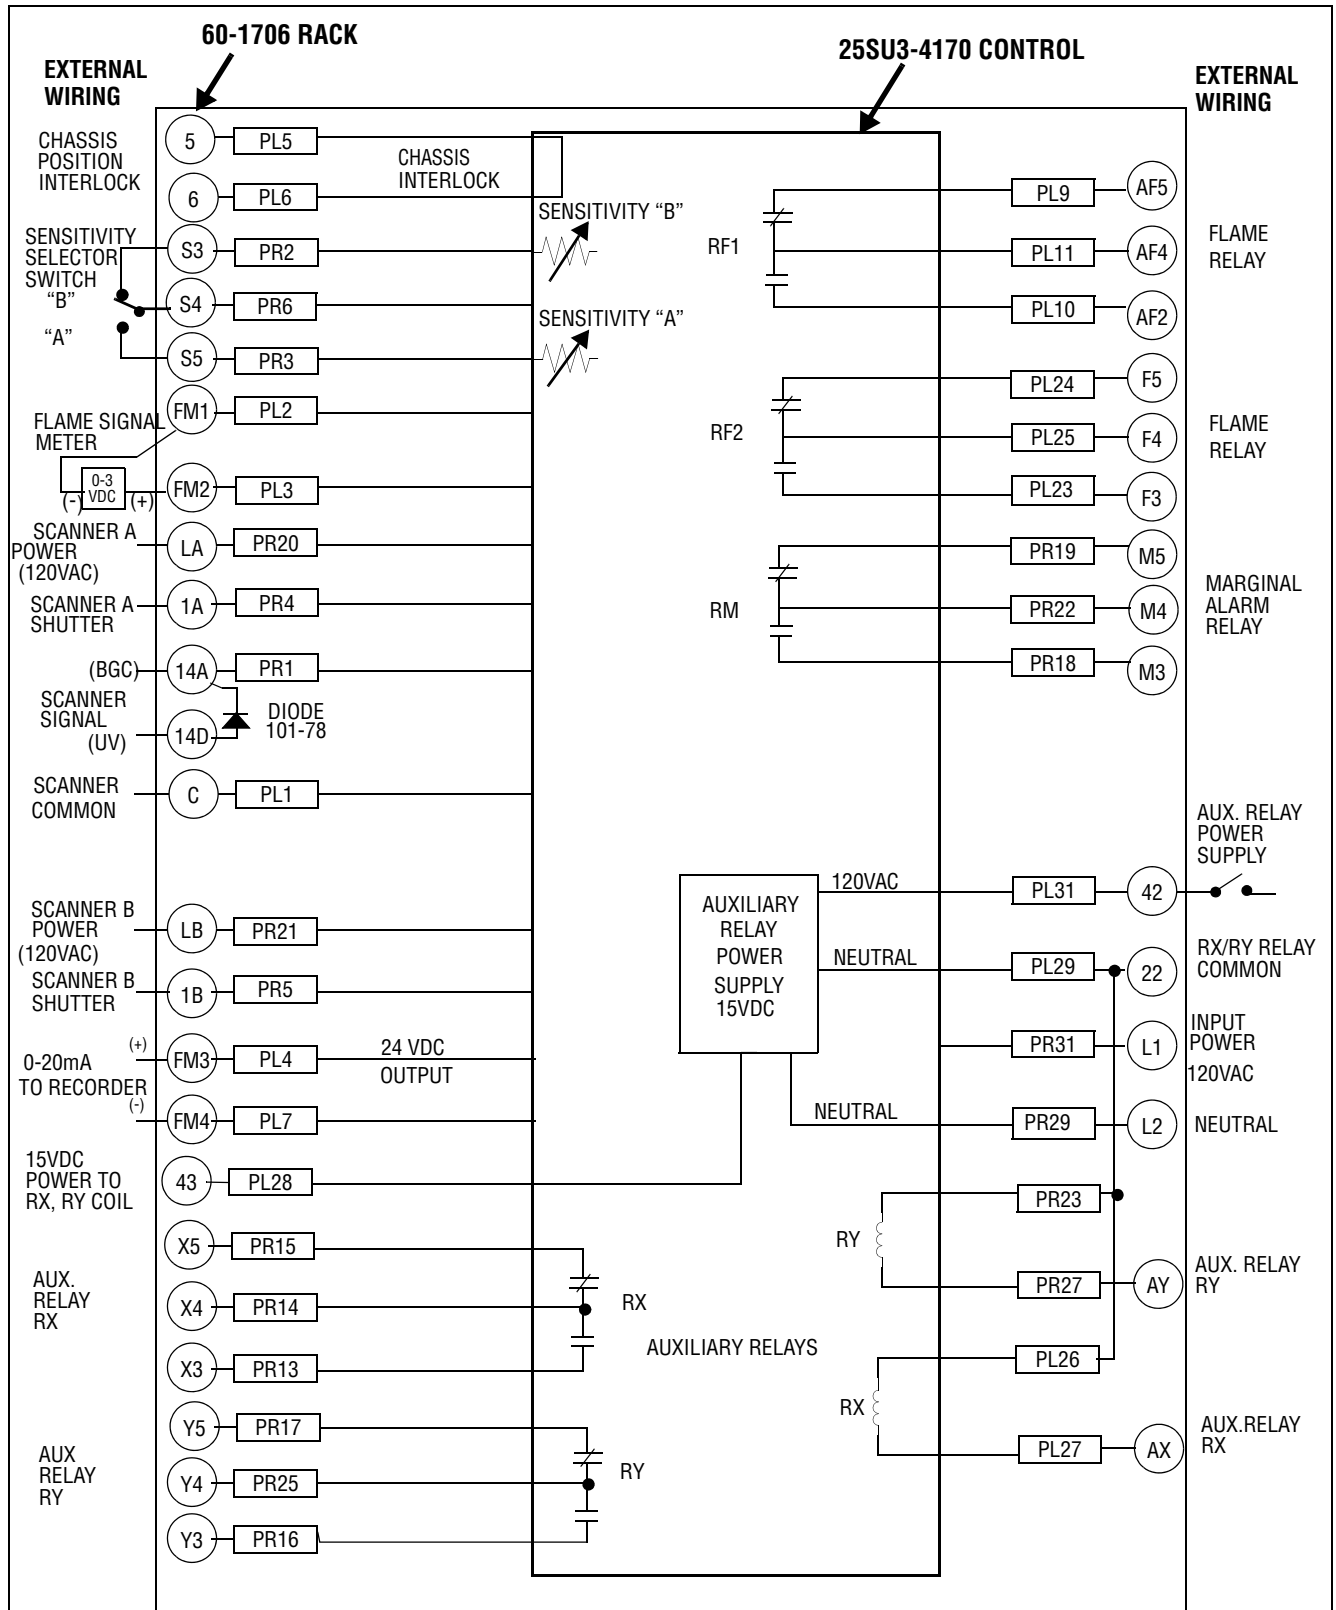 60-1706 RACK
25SU3-4170 CONTROL
EXTERNAL
WIRING
EXTERNAL
WIRING
CHASSIS
POSITION
INTERLOCK
5
PL5
CHASSIS
INTERLOCK
6
PL6
SENSITIVITY
SELECTOR
SWITCH
“B”
“A”
S3
PR2
SENSITIVITY “B”
S4
PR6
SENSITIVITY “A”
S5
PR3
FLAME SIGNAL
METER
FM1
PL2
0-3
VDC
(-)
(+)
FM2
PL3
SCANNER A
POWER
(120VAC)
LA
PR20
SCANNER A
SHUTTER
1A
PR4
(BGC)
14A
PR1
SCANNER
SIGNAL
(UV)
14D
DIODE
101-78
SCANNER
COMMON
C
PL1
SCANNER B
POWER
(120VAC)
LB
PR21
SCANNER B
SHUTTER
1B
PR5
(+)
0-20mA
TO RECORDER
(-)
FM3
PL4
24 VDC
OUTPUT
FM4
PL7
15VDC
POWER TO
RX, RY COIL
43
PL28
AUX.
RELAY
RX
X5
PR15
X4
PR14
RX
X3
PR13
AUXILIARY RELAYS
AUX
RELAY
RY
Y5
PR17
Y4
PR25
RY
Y3
PR16
RF1
PL9
AF5
PL11
AF4
PL10
AF2
FLAME
RELAY
RF2
PL24
F5
PL25
F4
PL23
F3
FLAME
RELAY
RM
PR19
M5
PR22
M4
PR18
M3
MARGINAL
ALARM
RELAY
AUXILIARY
RELAY
POWER
SUPPLY
15VDC
120VAC
PL31
42
AUX. RELAY
POWER
SUPPLY
NEUTRAL
PL29
22
RX/RY RELAY
COMMON
PR31
L1
INPUT
POWER
120VAC
NEUTRAL
PR29
L2
NEUTRAL
RY
PR23
PR27
AY
AUX. RELAY
RY
RX
PL26
PL27
AX
AUX.RELAY
RX